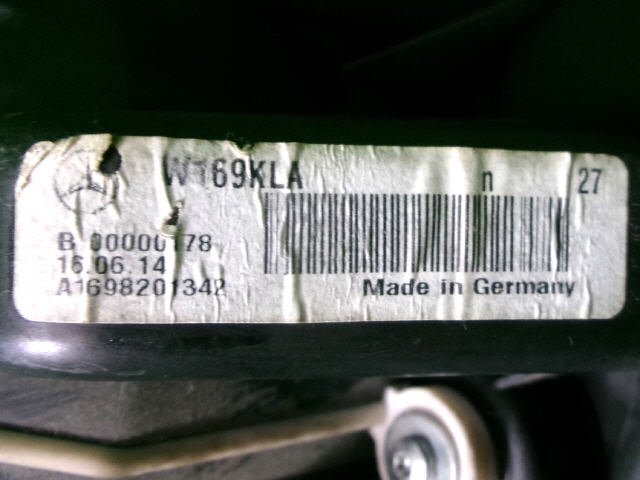 W169KLA n 27
B 00000178
16.06.14
A1698201342 Made in Germany